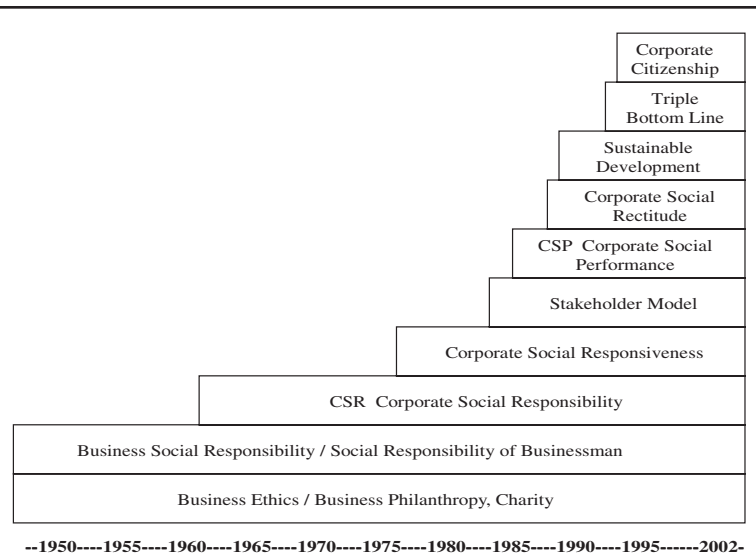 Corporate
Citizenship
Triple
Bottom Line
Sustainable
Development
Corporate Social
Rectitude
CSP Corporate Social
Performance
Stakeholder Model
Corporate Social Responsiveness
CSR Corporate Social Responsibility
Business Social Responsibility / Social Responsibility of Businessman
Business Ethics / Business Philanthropy, Charity
--1950----1955----1960----1965----1970----1975----1980----1985----1990----1995------2002-